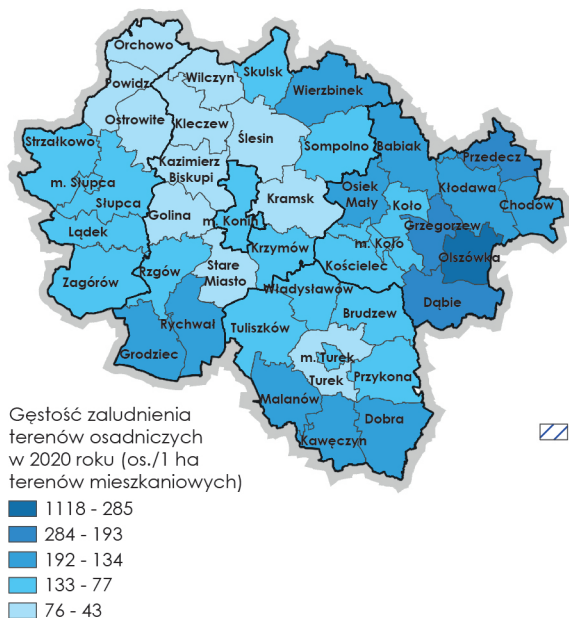 Orchowo
Skulsk
Wilczyn
Powidz
Wierzbinek
Ostrowite
Kleczew
Ślesin
Strzałkowo
Sompolno
Babiak
Przedecz
Kazimierz
Biskupi
m. Słupca
Słupca
Osiek
Mały
Kłodawa
Kramsk
Koło
Chodów
Golina
m. Konin
Grzegorzew
Lądek
Krzymów
m. Koło
Kościelec
Olszówka
Zagórów
Rzgów
Stare
Miasto
Władysławów
Dąbie
Rychwał
Tuliszków
Brudzew
Grodziec
m. Turek
Turek
Przykona
Malanów
Dobra
Kawęczyn
Gęstość zaludnienia
terenów osadniczych
w 2020 roku (os./1 ha
terenów mieszkaniowych)
1118 - 285
284 - 193
192 - 134
133 - 77
76 - 43